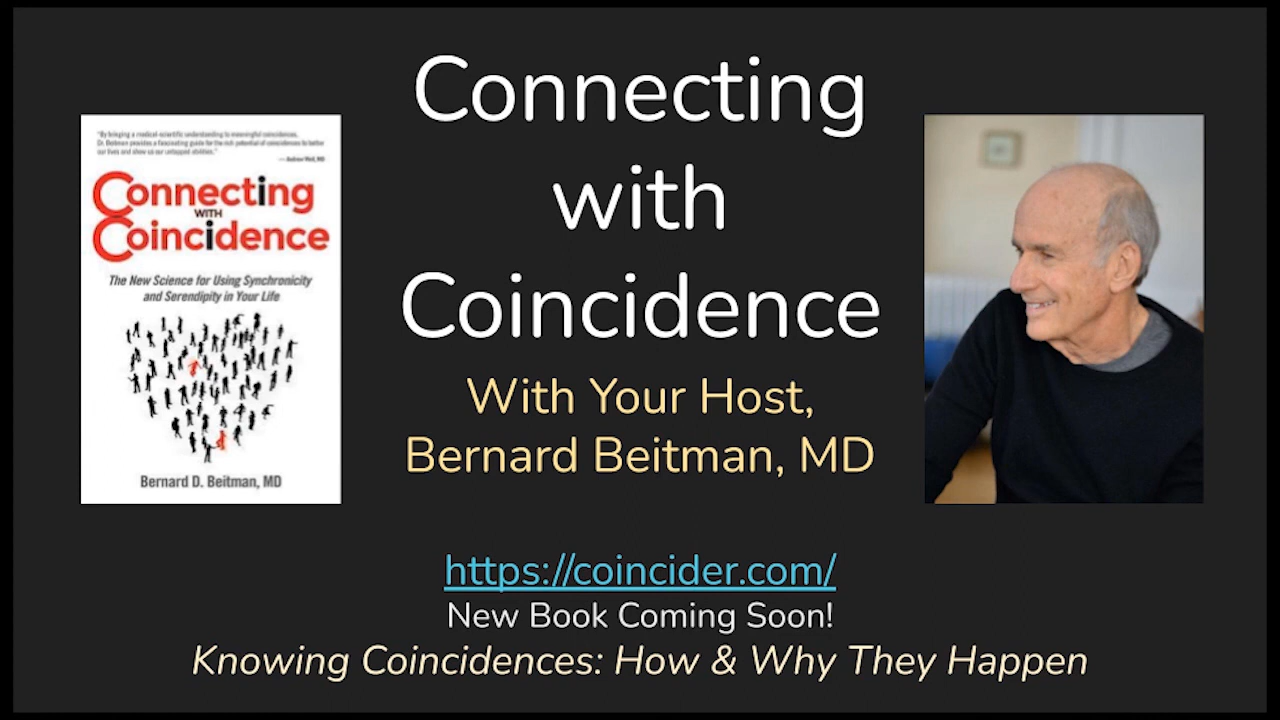 Connecting
with
Coincidence
With Your Host,
Bernard Beitman, MD
https://coincider.com/
New Book Coming Soon!
Knowing Coincidences: How & Why They Happen
"By bringing a medical-scientific understanding to meaningful coincidences,
Dr. Beitman provides a fascinating guide for the rich potential of coincidences to better
our lives and show us our untapped abilities."
— Andrew Weil, MD
Connecting
WITH
Coincidence
The New Science for Using Synchronicity
and Serendipity in Your Life
Bernard D. Beitman, MD